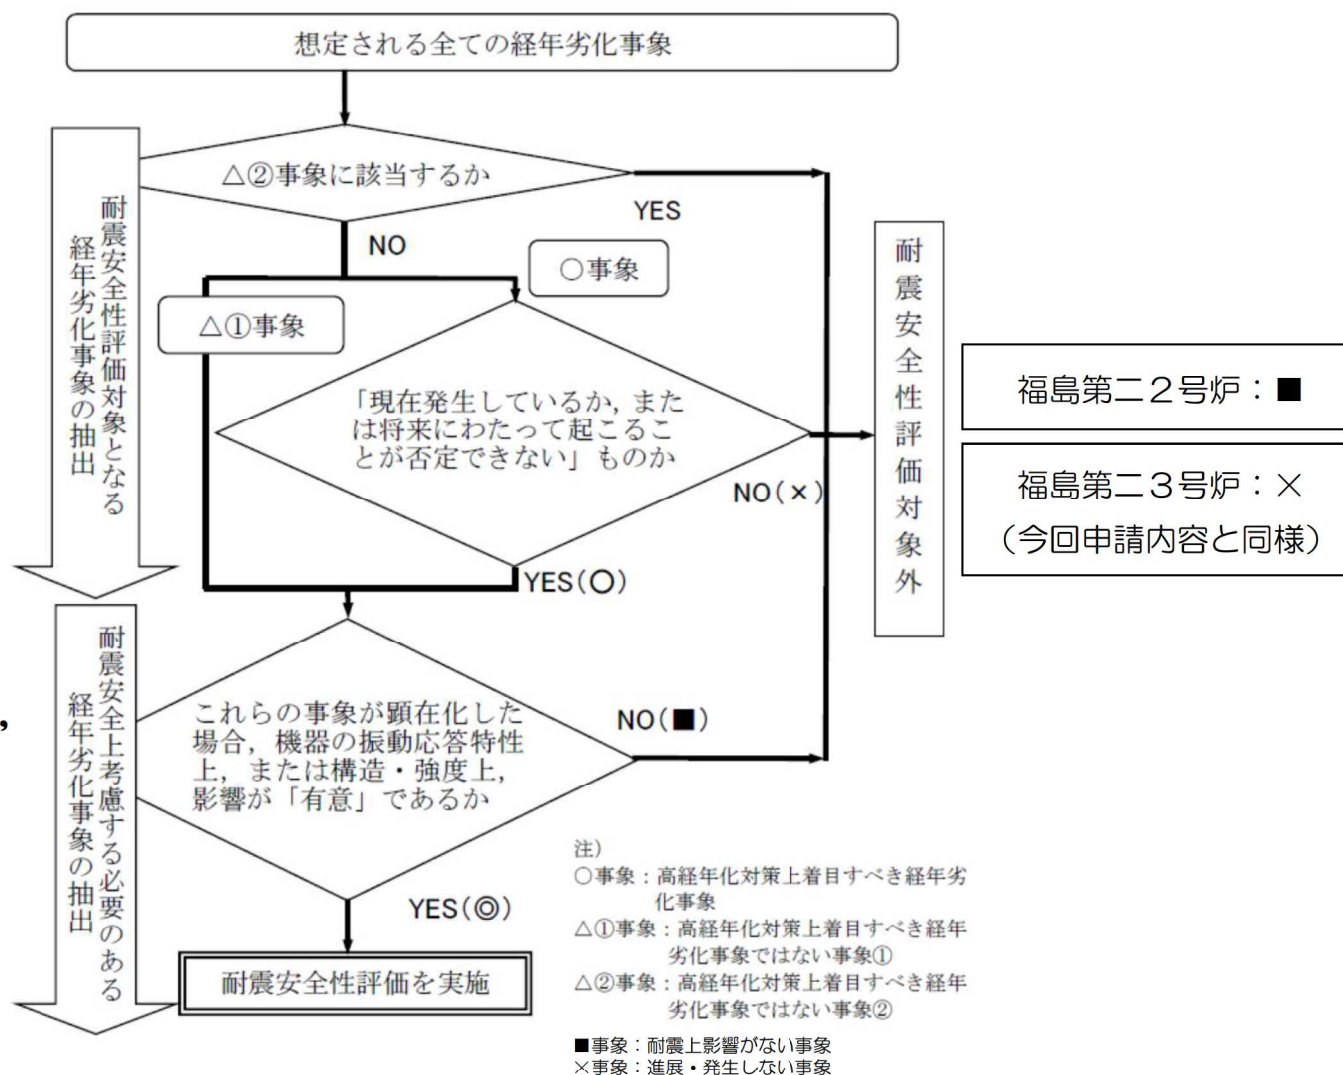 想定される全ての経年劣化事象
△②事象に該当するか
YES
NO
○事象
△①事象
「現在発生しているか，また
は将来にわたって起こるこ
とが否定できない」ものか
NO(×)
YES(○)
これらの事象が顕在化した
場合，機器の振動応答特性
上，または構造・強度上，
影響が「有意」であるか
NO(■)
YES(◎)
耐震安全性評価を実施
耐震安全性評価対象となる
経年劣化事象の抽出
耐震安全上考慮する必要のある
経年劣化事象の抽出
，
耐震安全性評価対象外
福島第二２号炉：■
福島第二３号炉：×
（今回申請内容と同様）
注）
○事象：高経年化対策上着目すべき経年劣
化事象
△①事象：高経年化対策上着目すべき経年
劣化事象ではない事象①
△②事象：高経年化対策上着目すべき経年
劣化事象ではない事象②
■事象：耐震上影響がない事象
×事象：進展・発生しない事象